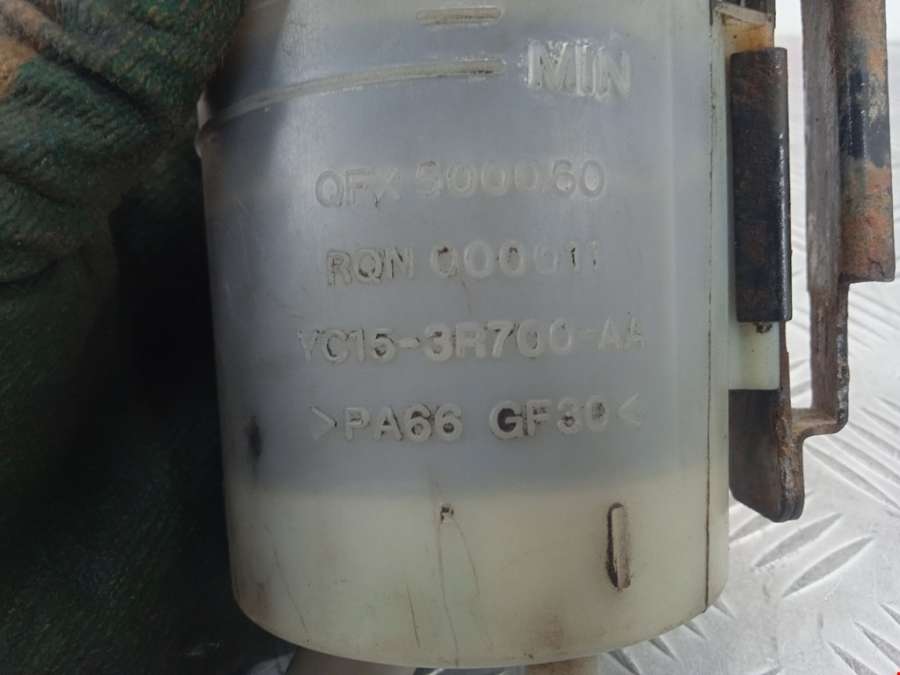 MIN
QFX 500060
RQN 000011
YC15-3R700-AA
>PA66 GF30<